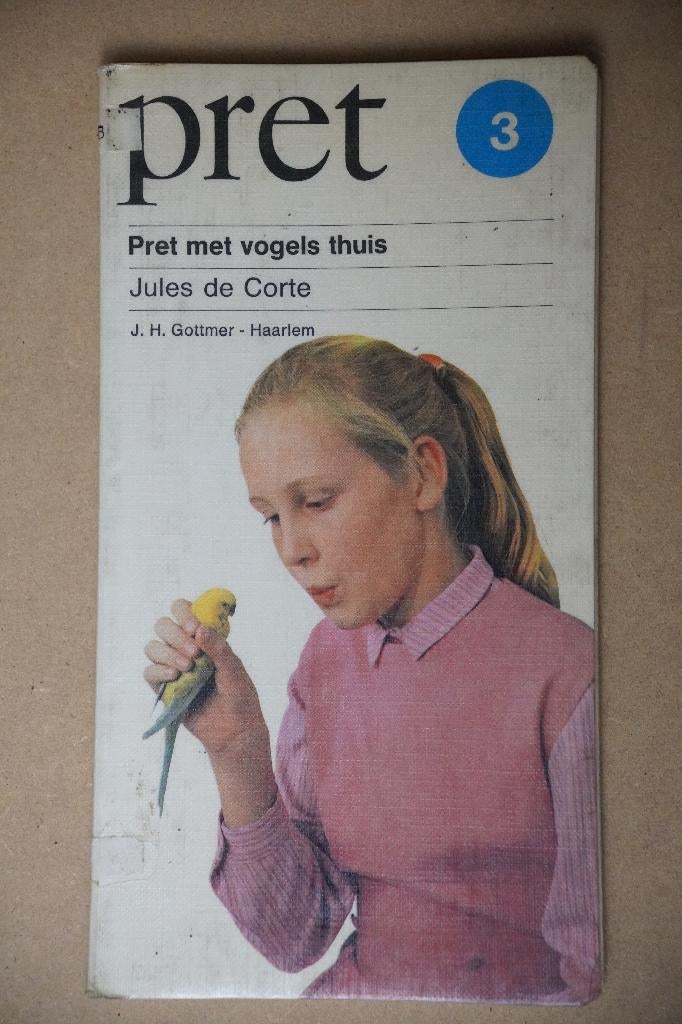 pret
3
Pret met vogels thuis
Jules de Corte
J. H. Gottmer - Haarlem